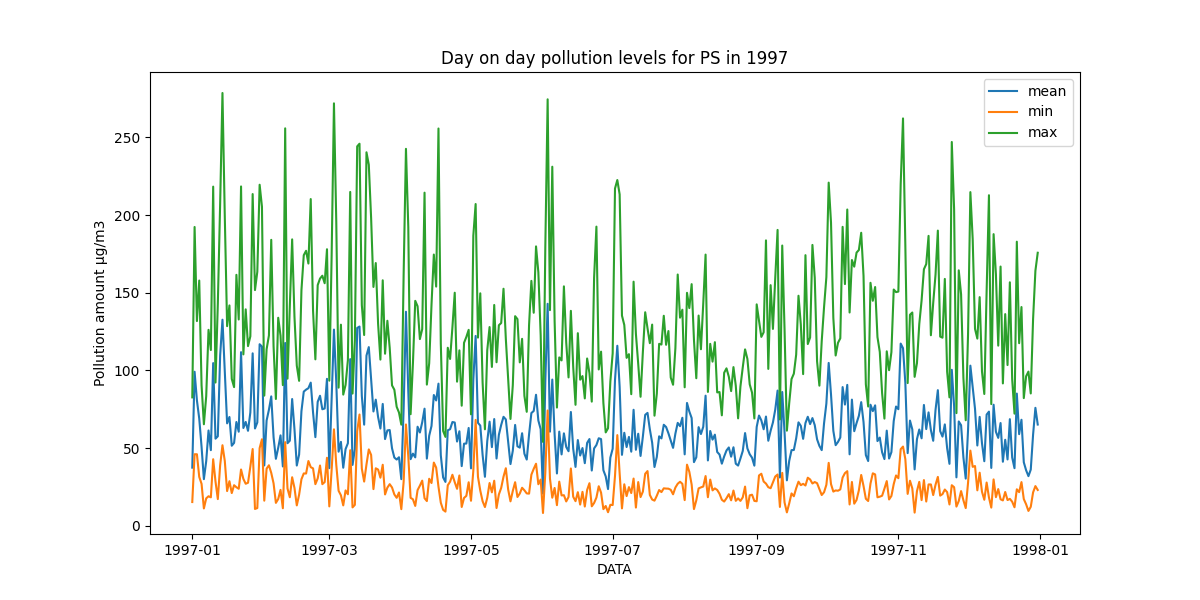 Day on day pollution levels for PS in 1997
mean
min
max
Pollution amount µg/m3
250
200
150
100
50
0
1997-01
1997-03
1997-05
1997-07
1997-09
1997-11
1998-01
DATA